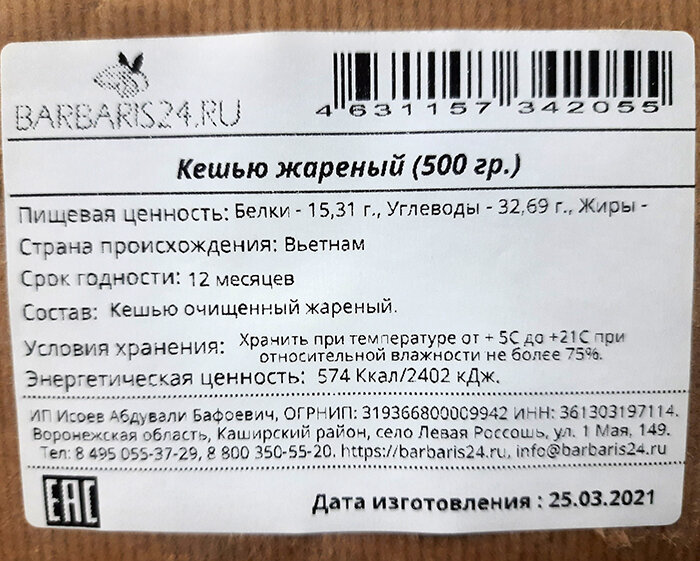 BARBARIS24.RU
4 631157 342055
Кешью жареный (500 гр.)
Пищевая ценность: Белки - 15,31 г., Углеводы - 32,69 г., Жиры -
Страна происхождения: Вьетнам
Срок годности: 12 месяцев
Состав: Кешью очищенный жареный.
Условия хранения: Хранить при температуре от + 5С до +21С при
относительной влажности не более 75%.
Энергетическая ценность: 574 Ккал/2402 кДж.
ИП Исоев Абдували Бафоевич, ОГРНИП: 319366800009942 ИНН: 361303197114.
Воронежская область, Каширский район, село Левая Россошь, ул. 1 Мая, 149.
Тел: 8 495 055-37-29, 8 800 350-55-20, https://barbaris24.ru, info@barbaris24.ru
EAC
Дата изготовления : 25.03.2021